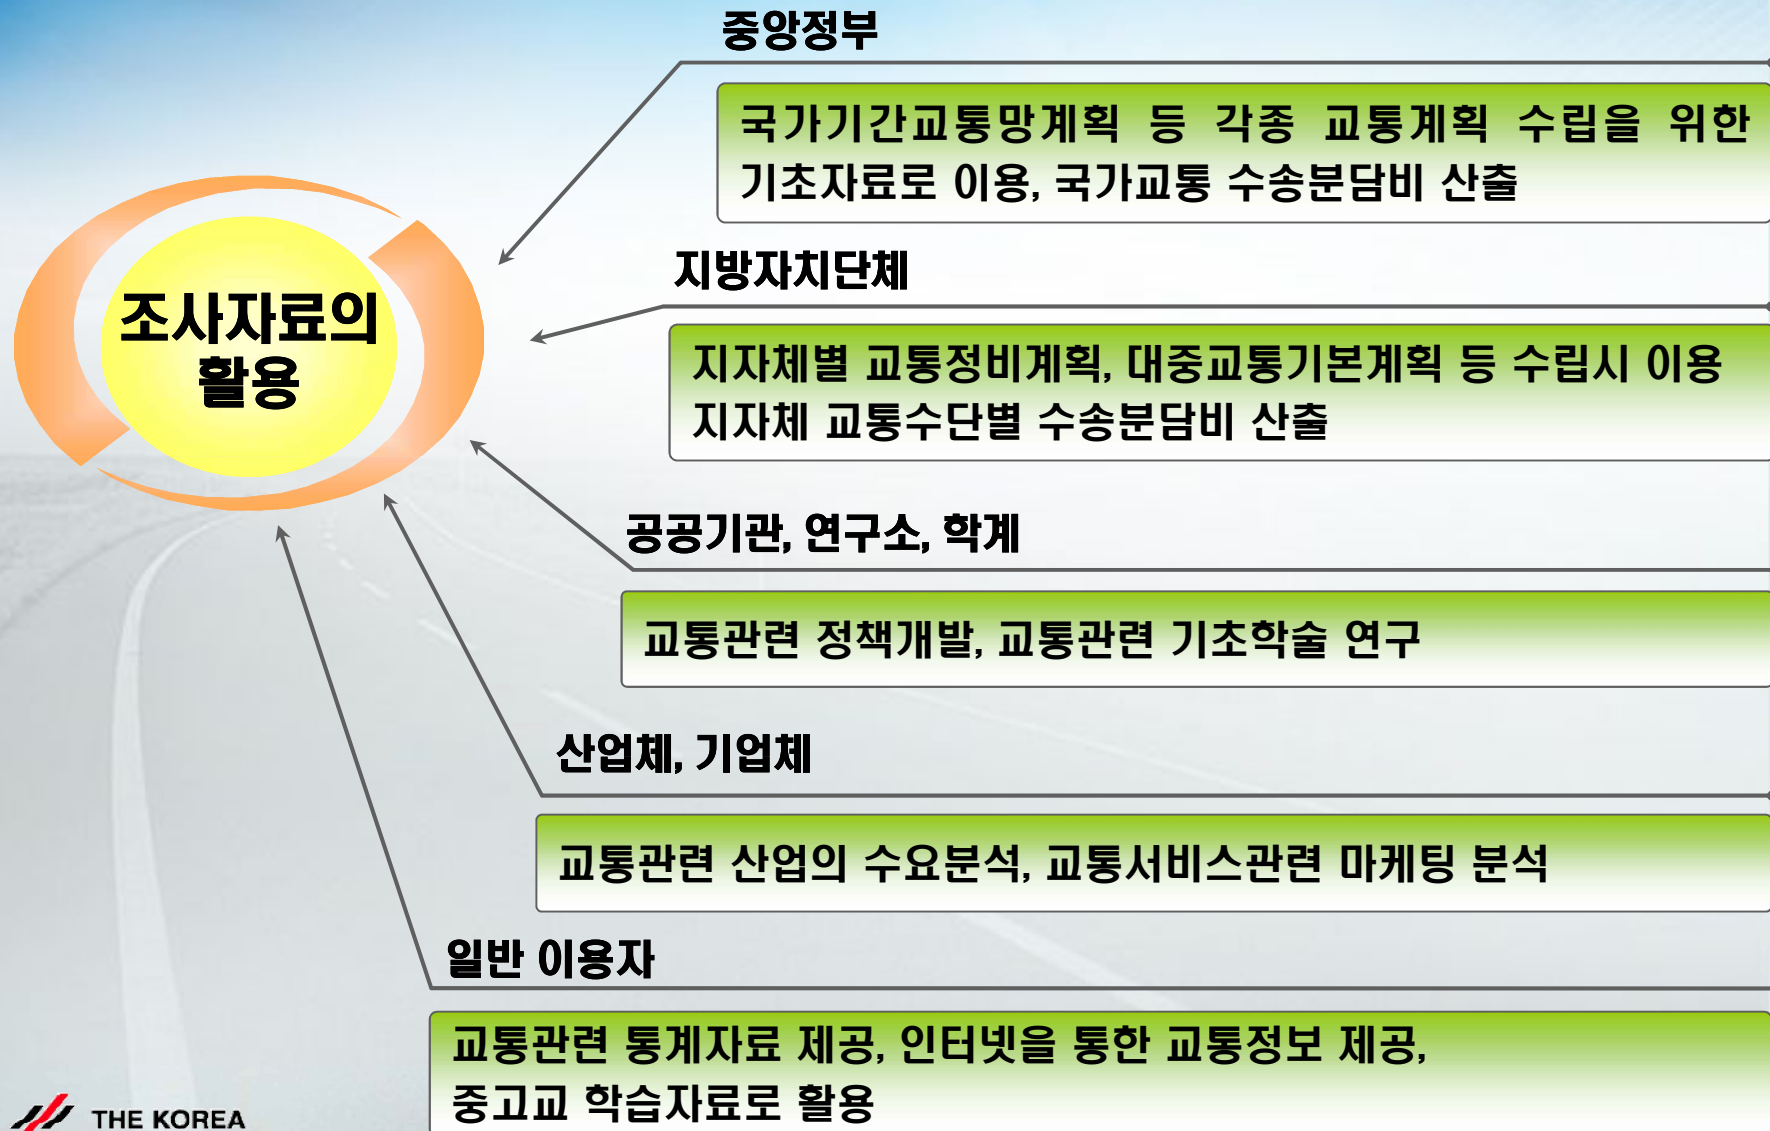 중앙정부
국가기간교통망계획 등 각종 교통계획 수립을 위한
기초자료로 이용, 국가교통 수송분담비 산출
조사자료의
활용
지방자치단체
지자체별 교통정비계획, 대중교통기본계획 등 수립시 이용
지자체 교통수단별 수송분담비 산출
공공기관, 연구소, 학계
교통관련 정책개발, 교통관련 기초학술 연구
산업체, 기업체
교통관련 산업의 수요분석, 교통서비스관련 마케팅 분석
일반 이용자
교통관련 통계자료 제공, 인터넷을 통한 교통정보 제공,
중고교 학습자료로 활용
THE KOREA